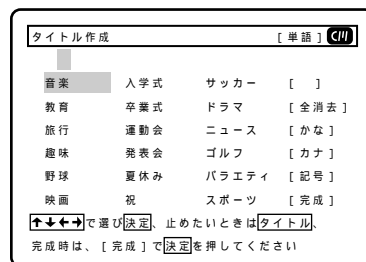 タイトル作成 [単語] CM
音楽 入学式 サッカー [ ]
教育 卒業式 ドラマ [全消去]
旅行 運動会 ニュース [かな]
趣味 発表会 ゴルフ [カナ]
野球 夏休み バラエティ [記号]
映画 祝 スポーツ [完成]
↑↓←→で選び決定、止めたいときはタイトル、
完成時は、[完成]で決定を押してください